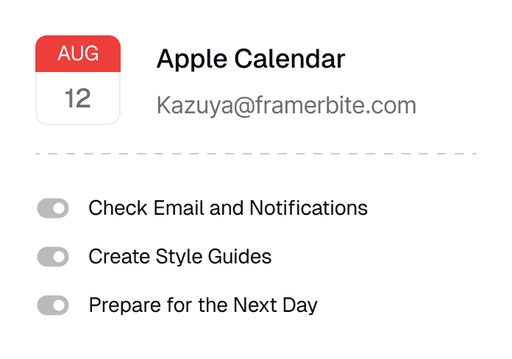 AUG
12
Apple Calendar
Kazuya@framerbite.com
Check Email and Notifications
Create Style Guides
Prepare for the Next Day